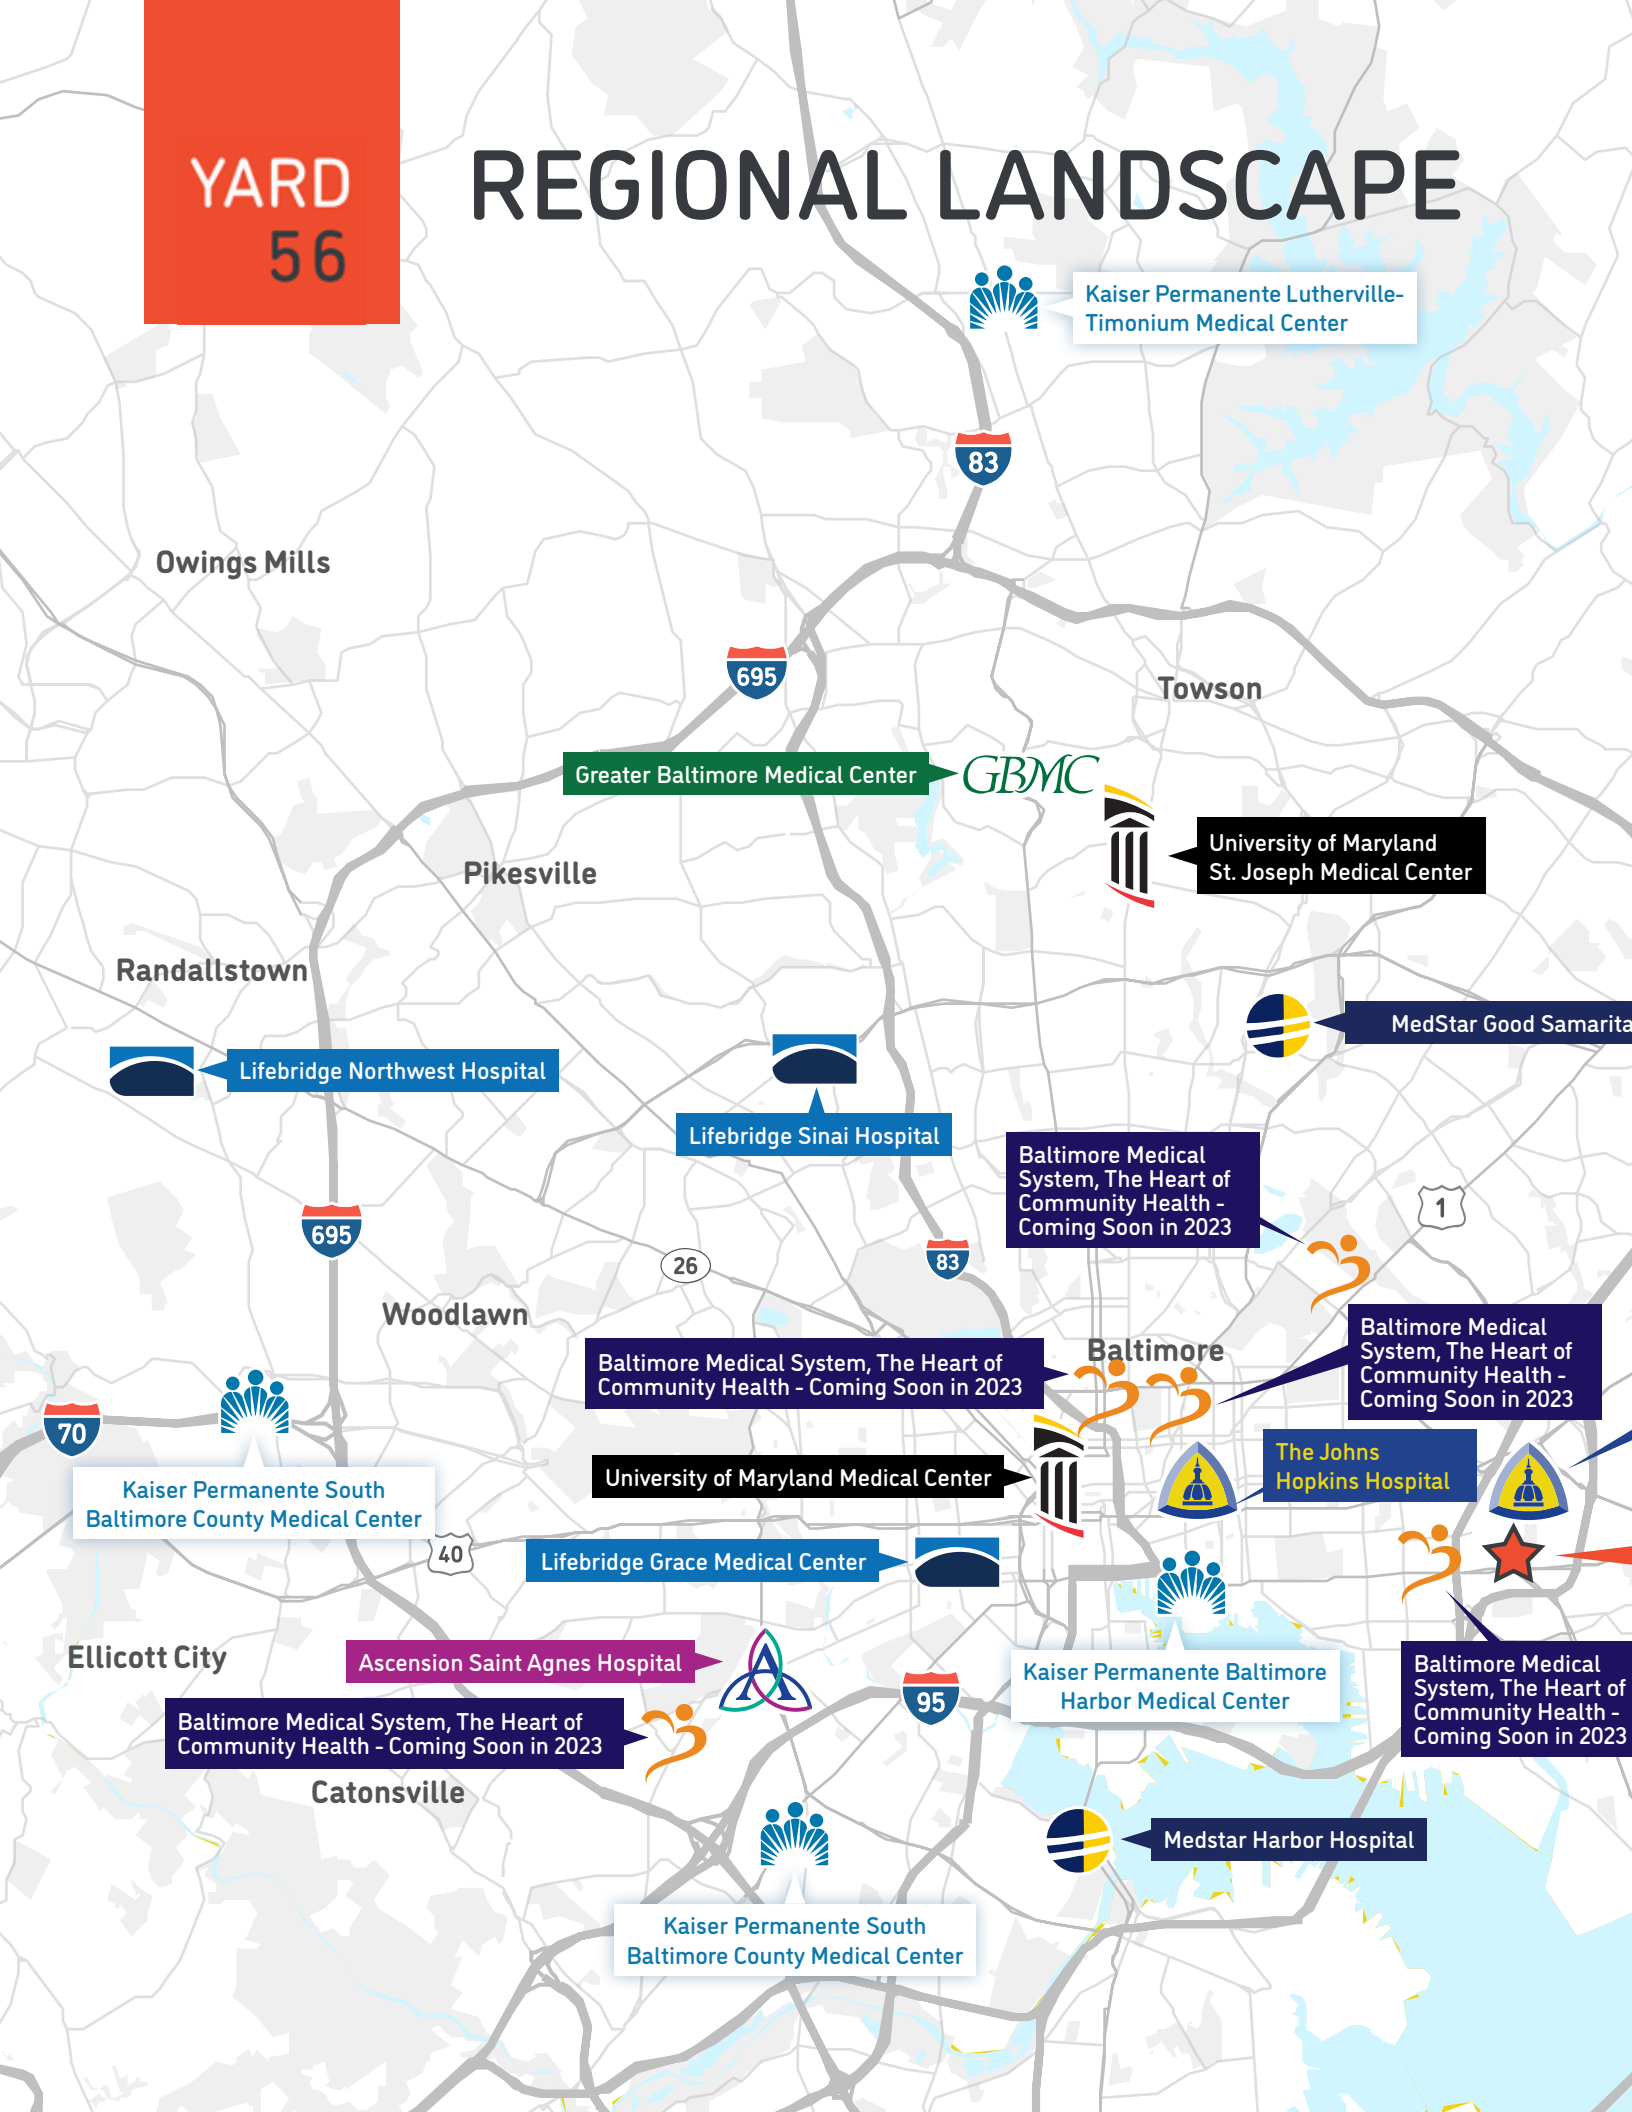 YARD
56
REGIONAL LANDSCAPE
Kaiser Permanente Lutherville-
Timonium Medical Center
83
Owings Mills
695
Towson
Greater Baltimore Medical Center
GBMC
University of Maryland
St. Joseph Medical Center
Pikesville
Randallstown
MedStar Good Samarita
Lifebridge Northwest Hospital
Lifebridge Sinai Hospital
Baltimore Medical
System, The Heart of
Community Health -
Coming Soon in 2023
1
695
26
83
Woodlawn
Baltimore
Baltimore Medical
System, The Heart of
Community Health -
Coming Soon in 2023
Baltimore Medical System, The Heart of
Community Health - Coming Soon in 2023
70
The Johns
Hopkins Hospital
University of Maryland Medical Center
Kaiser Permanente South
Baltimore County Medical Center
40
Lifebridge Grace Medical Center
Ellicott City
Ascension Saint Agnes Hospital
Kaiser Permanente Baltimore
Harbor Medical Center
95
Baltimore Medical
System, The Heart of
Community Health -
Coming Soon in 2023
Baltimore Medical System, The Heart of
Community Health - Coming Soon in 2023
Catonsville
Medstar Harbor Hospital
Kaiser Permanente South
Baltimore County Medical Center